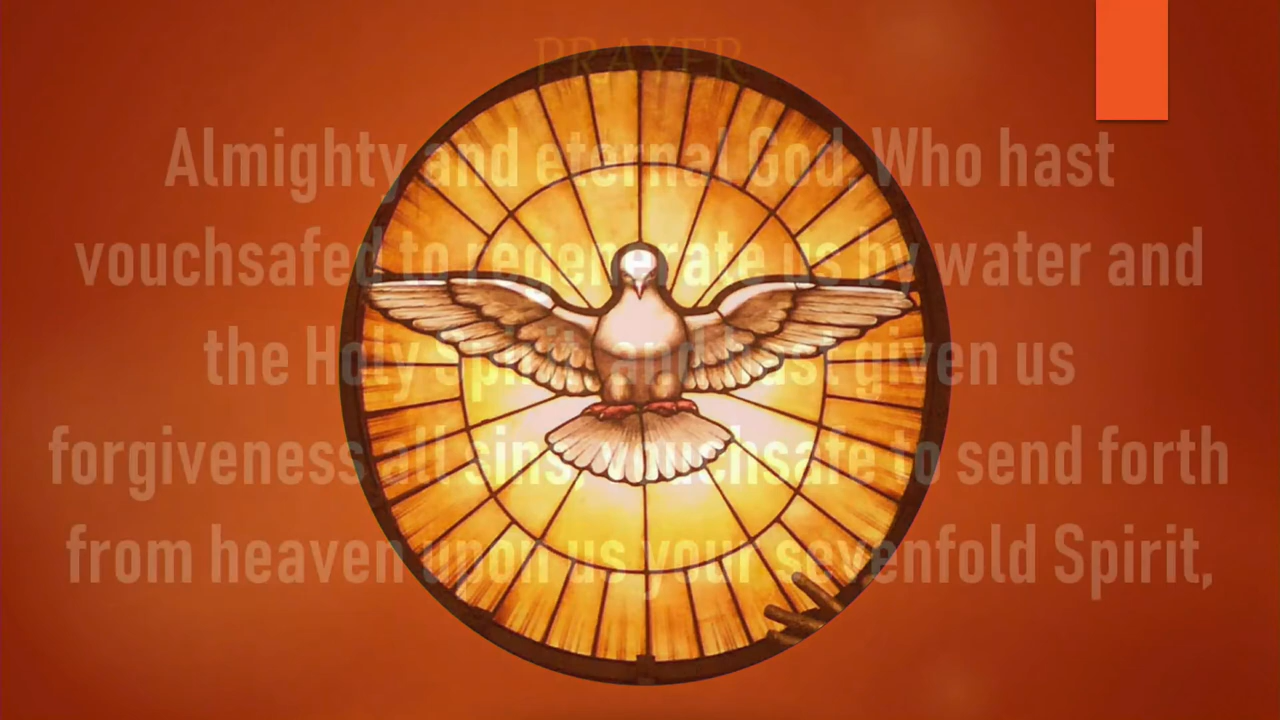 PRAYER
Almighty and eternal God, Who hast
vouchsafed to regenerate us by water and
the Holy Spirit and hast given us
forgiveness all sins, vouchsafe to send forth
from heaven upon us your sevenfold Spirit,